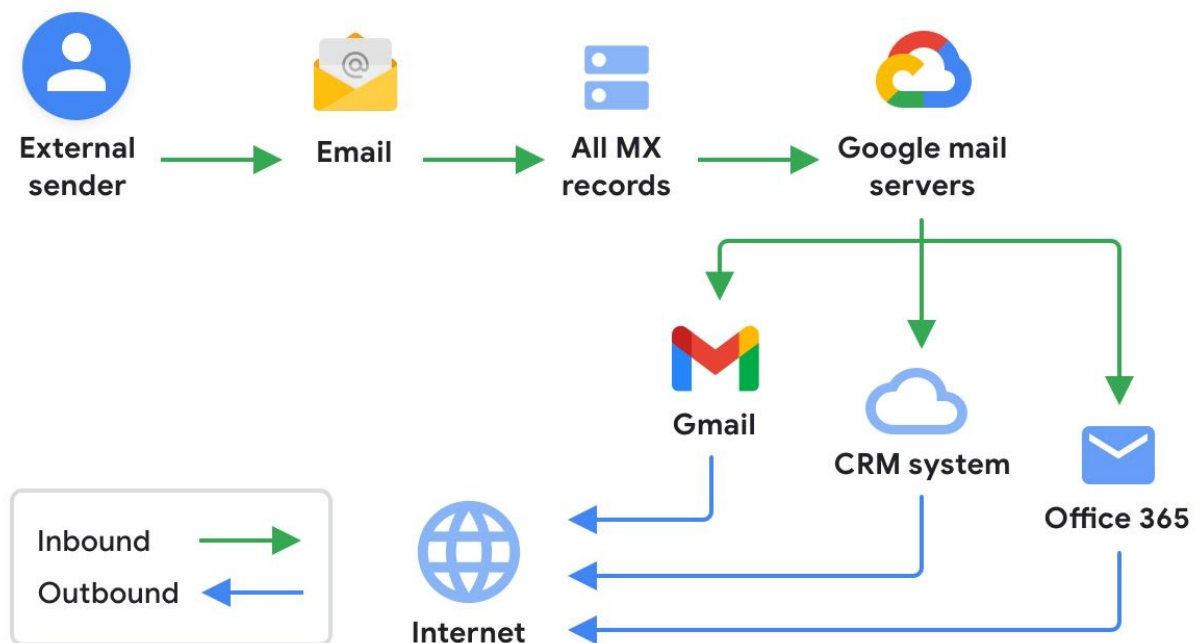 External
sender
Email
@
All MX
records
Google mail
servers
Gmail
CRM system
Office 365
Inbound
Outbound
Internet